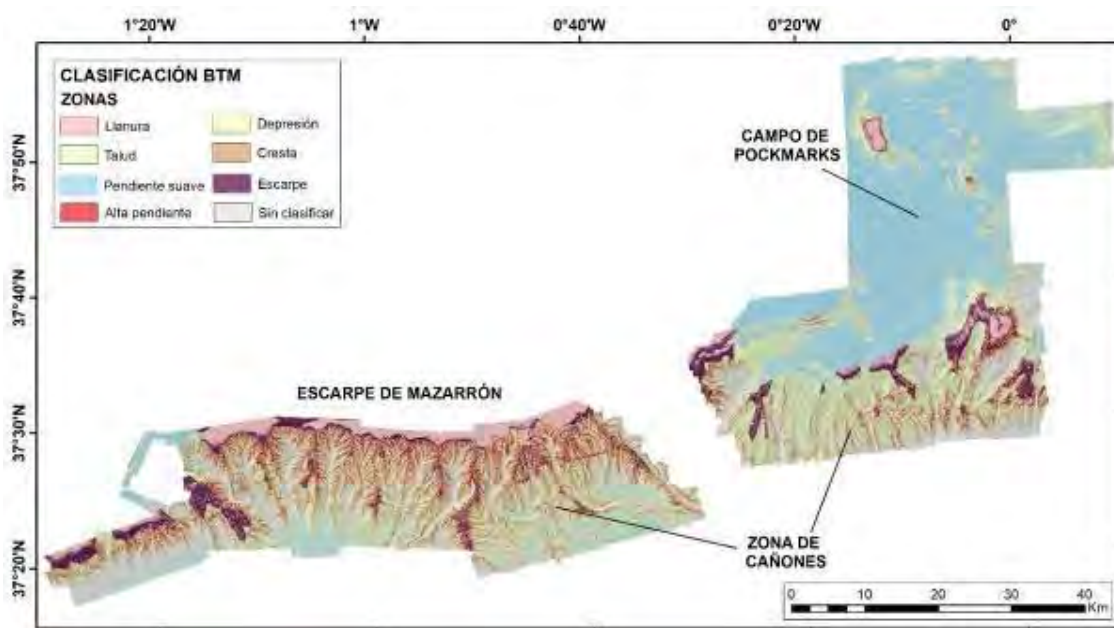 1°20'W 1°W 0°40'W 0°20'W 0°
CLASIFICACIÓN BTM
ZONAS
Llanura
Depresión
Talud
Cresta
Pendiente suave
Escarpe
Alta pendiente
Sin clasificar
CAMPO DE
POCKMARKS
37°50'N
37°40'N
37°30'N
37°20'N
ESCARPE DE MAZARRÓN
ZONA DE
CAÑONES
0 10 20 30 40
Km